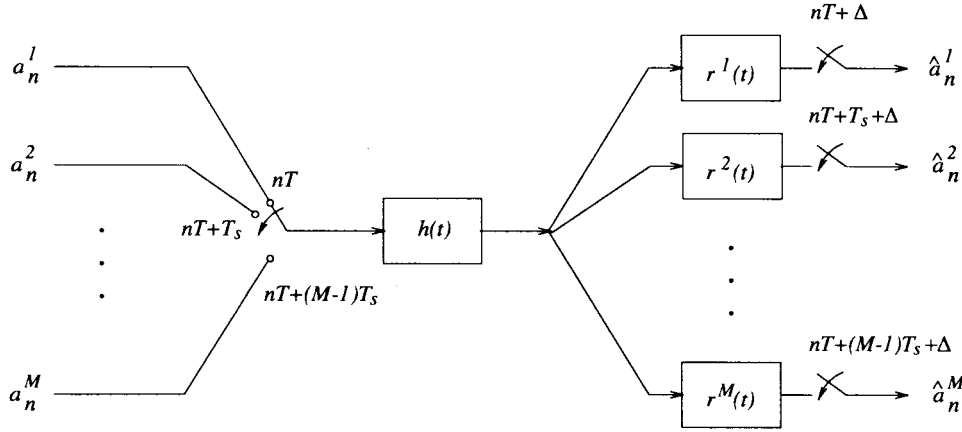 nT+Δ
a_n^1
r^1(t)
â_n^1
nT+T_s+Δ
a_n^2
nT
r^2(t)
â_n^2
nT+T_s
h(t)
nT+(M-1)T_s
nT+(M-1)T_s+Δ
a_n^M
r^M(t)
â_n^M